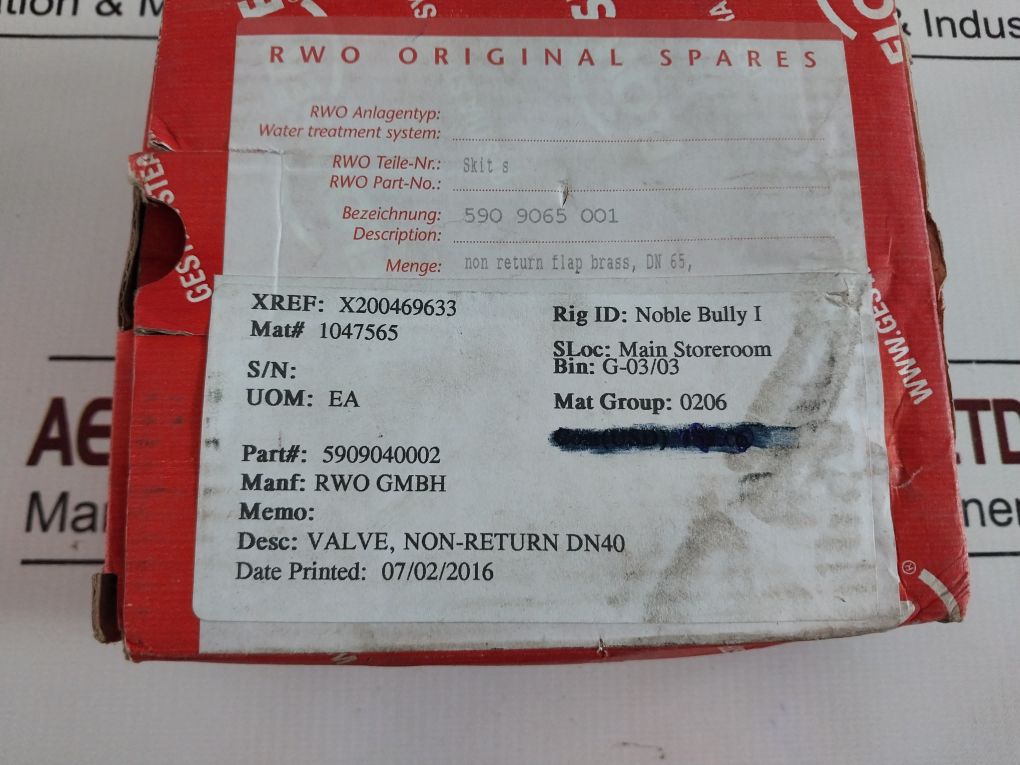 & Indus
RWO ORIGINAL SPARES
RWO Anlagentyp:
Water treatment system:
RWO Teile-Nr.: Skit s
RWO Part-No.:
Bezeichnung: 590 9065 001
Description:
Menge: non return flap brass, DN 65,
XREF: X200469633
Mat# 1047565
S/N:
UOM: EA
Part#: 5909040002
Manf: RWO GMBH
Memo:
Desc: VALVE, NON-RETURN DN40
Date Printed: 07/02/2016
Rig ID: Noble Bully I
SLoc: Main Storeroom
Bin: G-03/03
Mat Group: 0206
WWW.GES
®